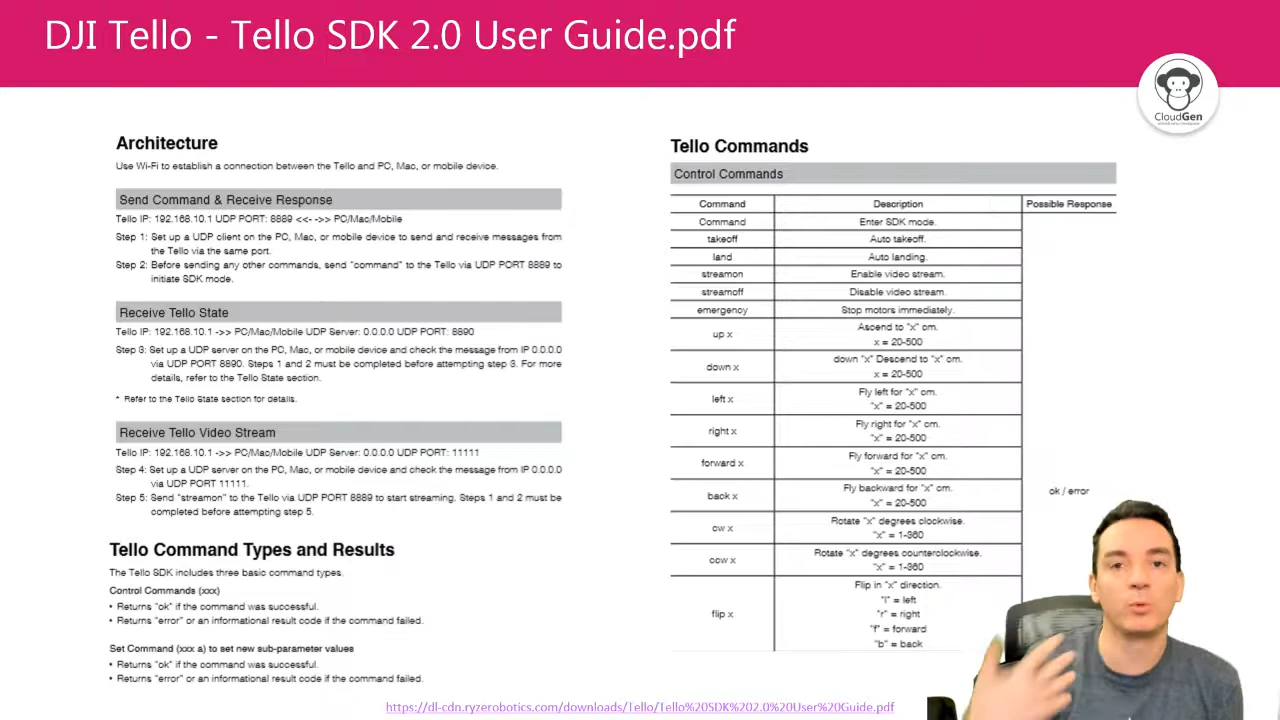 DJI Tello - Tello SDK 2.0 User Guide.pdf
CloudGen
Architecture
Use Wi-Fi to establish a connection between the Tello and PC, Mac, or mobile device.
Send Command & Receive Response
Tello IP: 192.168.10.1 UDP PORT: 8889 <<- ->> PC/Mac/Mobile
Step 1: Set up a UDP client on the PC, Mac, or mobile device to send and receive messages from
the Tello via the same port.
Step 2: Before sending any other commands, send "command" to the Tello via UDP PORT 8889 to
initiate SDK mode.
Receive Tello State
Tello IP: 192.168.10.1 ->> PC/Mac/Mobile UDP Server: 0.0.0.0 UDP PORT: 8890
Step 3: Set up a UDP server on the PC, Mac, or mobile device and check the message from IP 0.0.0.0
via UDP PORT 8890. Steps 1 and 2 must be completed before attempting step 3. For more
details, refer to the Tello State section.
* Refer to the Tello State section for details.
Receive Tello Video Stream
Tello IP: 192.168.10.1 ->> PC/Mac/Mobile UDP Server: 0.0.0.0 UDP PORT: 11111
Step 4: Set up a UDP server on the PC, Mac, or mobile device and check the message from IP 0.0.0.0
via UDP PORT 11111.
Step 5: Send "streamon" to the Tello via UDP PORT 8889 to start streaming. Steps 1 and 2 must be
completed before attempting step 5.
Tello Command Types and Results
The Tello SDK includes three basic command types.
Control Commands (xxx)
• Returns "ok" if the command was successful.
• Returns "error" or an informational result code if the command failed.
Set Command (xxx a) to set new sub-parameter values
• Returns "ok" if the command was successful.
• Returns "error" or an informational result code if the command failed.
Tello Commands
Control Commands
Command Description Possible Response
Command Enter SDK mode.
takeoff Auto takeoff.
land Auto landing.
streamon Enable video stream.
streamoff Disable video stream.
emergency Stop motors immediately.
up x Ascend to "x" cm.
x = 20-500
down x down "x" Descend to "x" cm.
x = 20-500
left x Fly left for "x" cm.
"x" = 20-500
right x Fly right for "x" cm.
"x" = 20-500
forward x Fly forward for "x" cm.
"x" = 20-500
back x Fly backward for "x" cm.
"x" = 20-500
ok / error
cw x Rotate "x" degrees clockwise.
"x" = 1-360
ccw x Rotate "x" degrees counterclockwise.
"x" = 1-360
flip x Flip in "x" direction.
"l" = left
"r" = right
"f" = forward
"b" = back
https://dl-cdn.ryzerobotics.com/downloads/Tello/Tello%20SDK%202.0%20User%20Guide.pdf